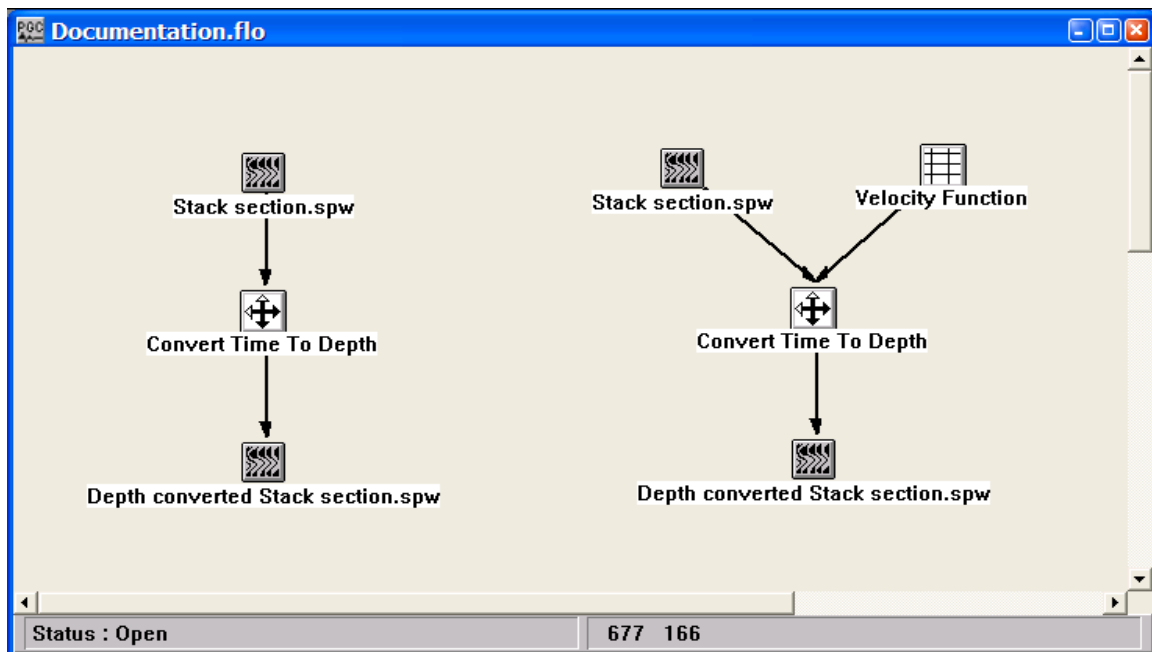 PGC Documentation.flo
Stack section.spw
Convert Time To Depth
Depth converted Stack section.spw
Stack section.spw
Velocity Function
Convert Time To Depth
Depth converted Stack section.spw
Status : Open
677 166